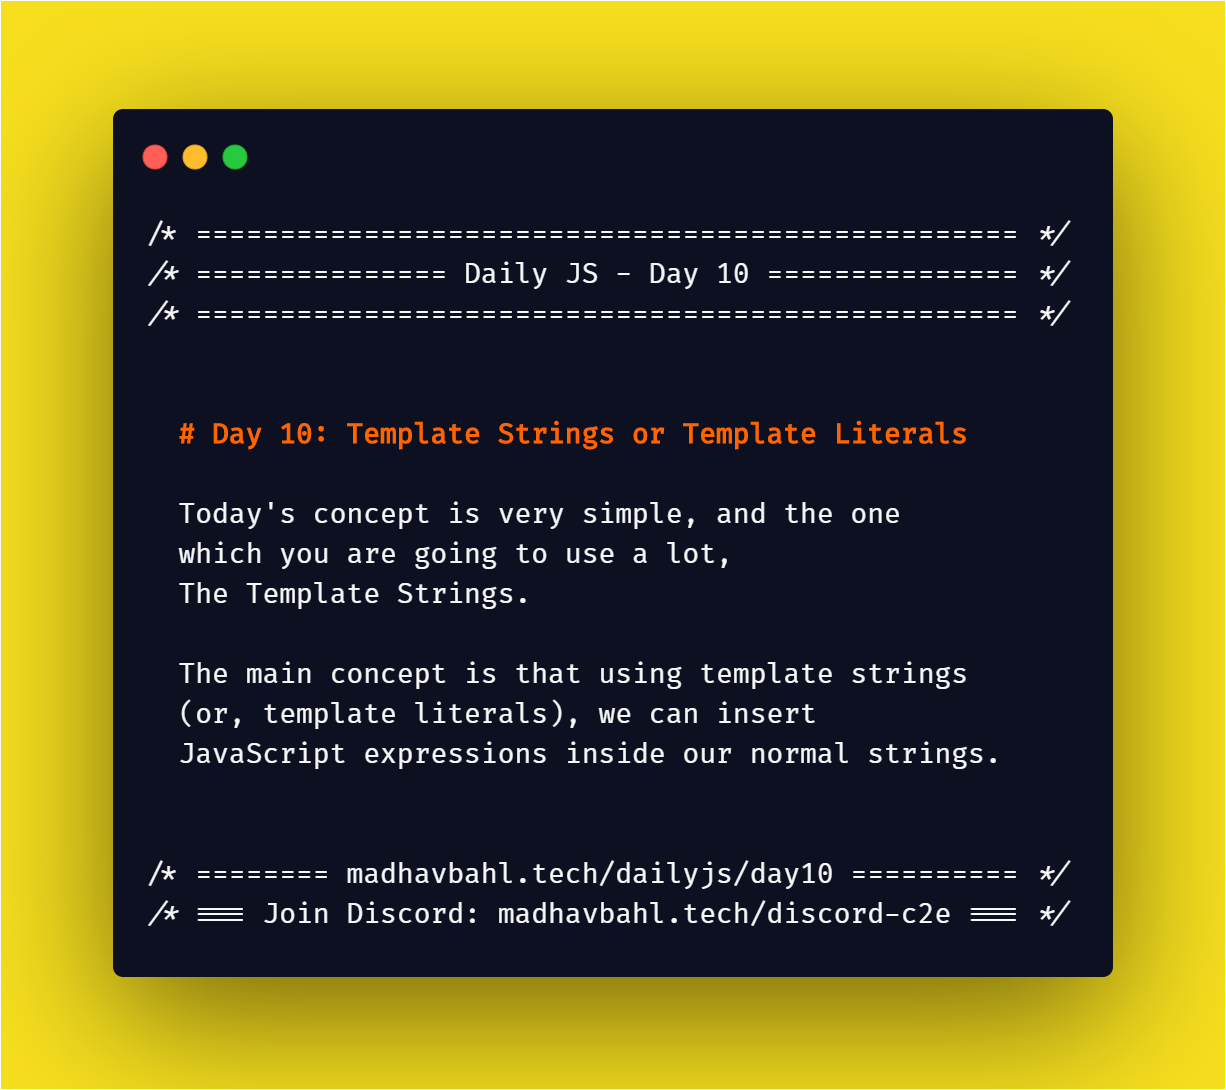 /* ================================================= */
/* =============== Daily JS - Day 10 =============== */
/* ================================================= */
# Day 10: Template Strings or Template Literals
Today's concept is very simple, and the one
which you are going to use a lot,
The Template Strings.
The main concept is that using template strings
(or, template literals), we can insert
JavaScript expressions inside our normal strings.
/* ======== madhavbahl.tech/dailyjs/day10 ========== */
/* === Join Discord: madhavbahl.tech/discord-c2e === */